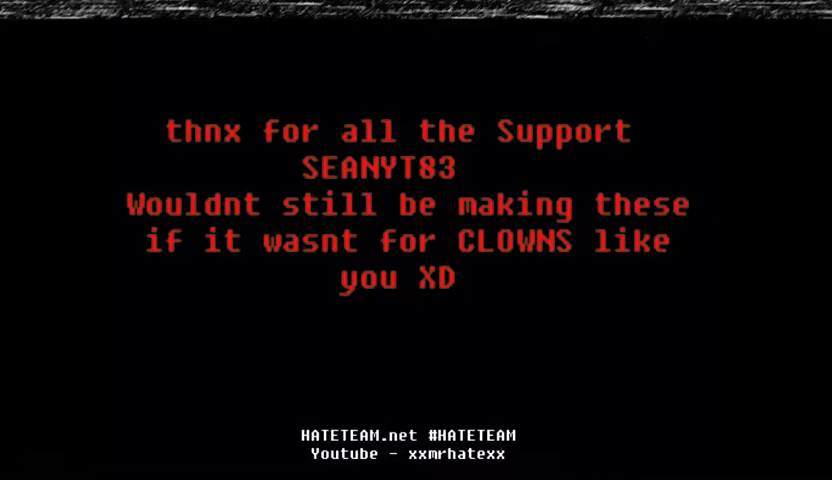 thnx for all the Support
SEANYT83
Wouldnt still be making these
if it wasnt for CLOWNS like
you XD
HATETEAM.net #HATETEAM
Youtube - xxmrhatexx